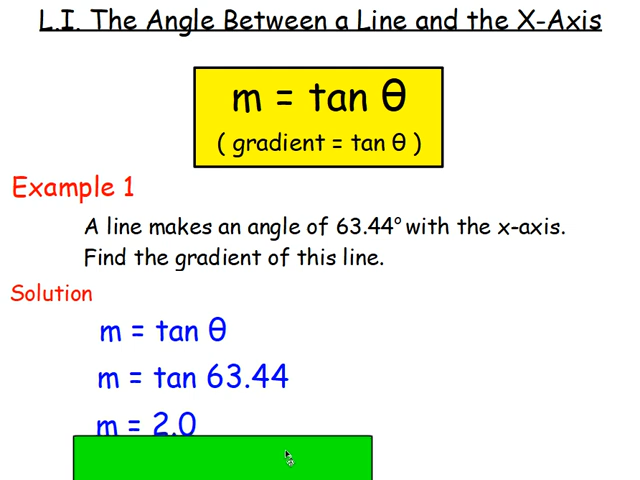 L.I. The Angle Between a Line and the X-Axis
m = tan θ
( gradient = tan θ )
Example 1
A line makes an angle of 63.44° with the x-axis.
Find the gradient of this line.
Solution
m = tan θ
m = tan 63.44
m = 2.0